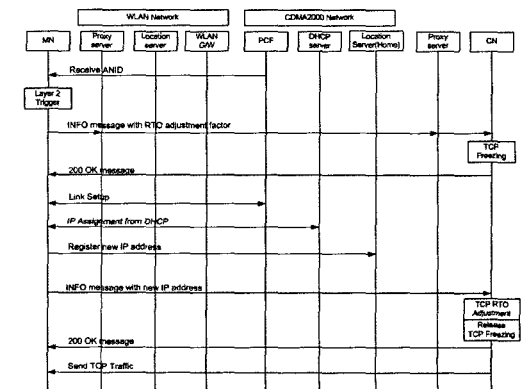 WLAN Network
CDMA2000 Network
MN
Proxy server
Location server
WLAN G/W
PCF
DHCP server
Location Server(Home)
Proxy server
CN
Receive ANID
Layer 2 Trigger
INFO message with RTO adjustment factor
TCP Freezing
200 OK message
Link Setup
IP Assignment from DHCP
Register new IP address
INFO message with new IP address
TCP RTO Adjustment
Release TCP Freezing
200 OK message
Send TCP Traffic